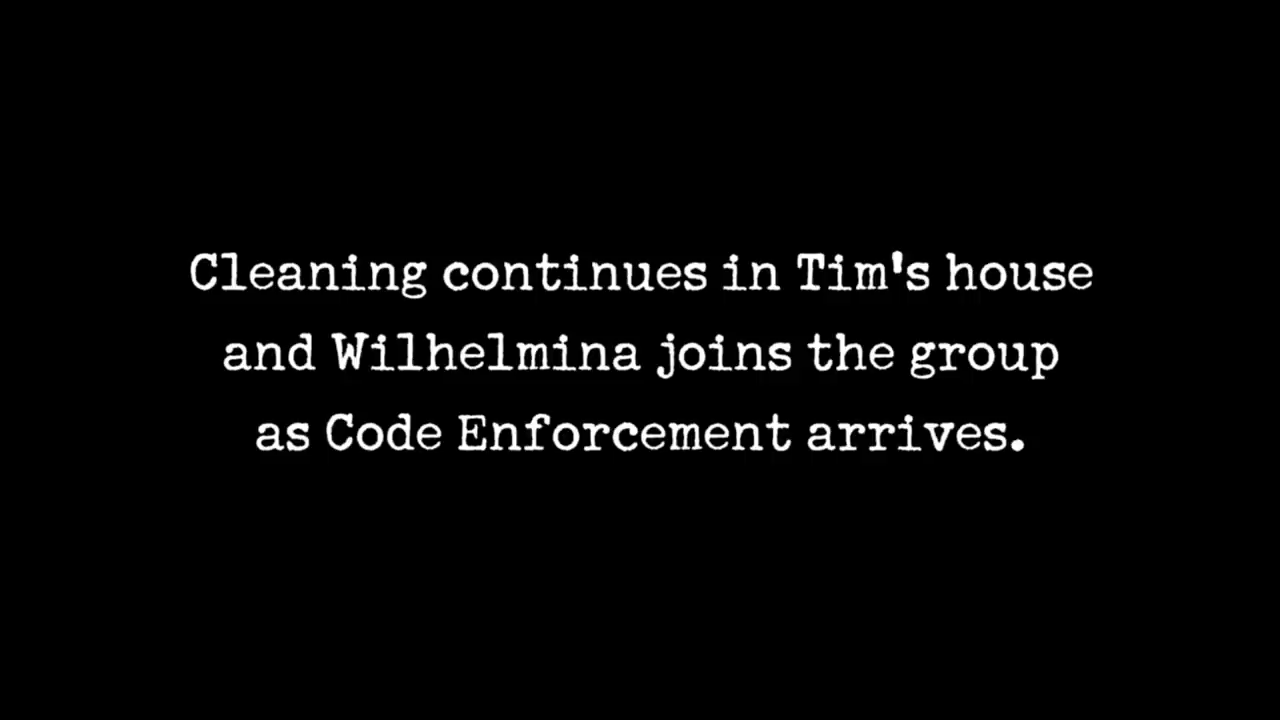 Cleaning continues in Tim's house
and Wilhelmina joins the group
as Code Enforcement arrives.